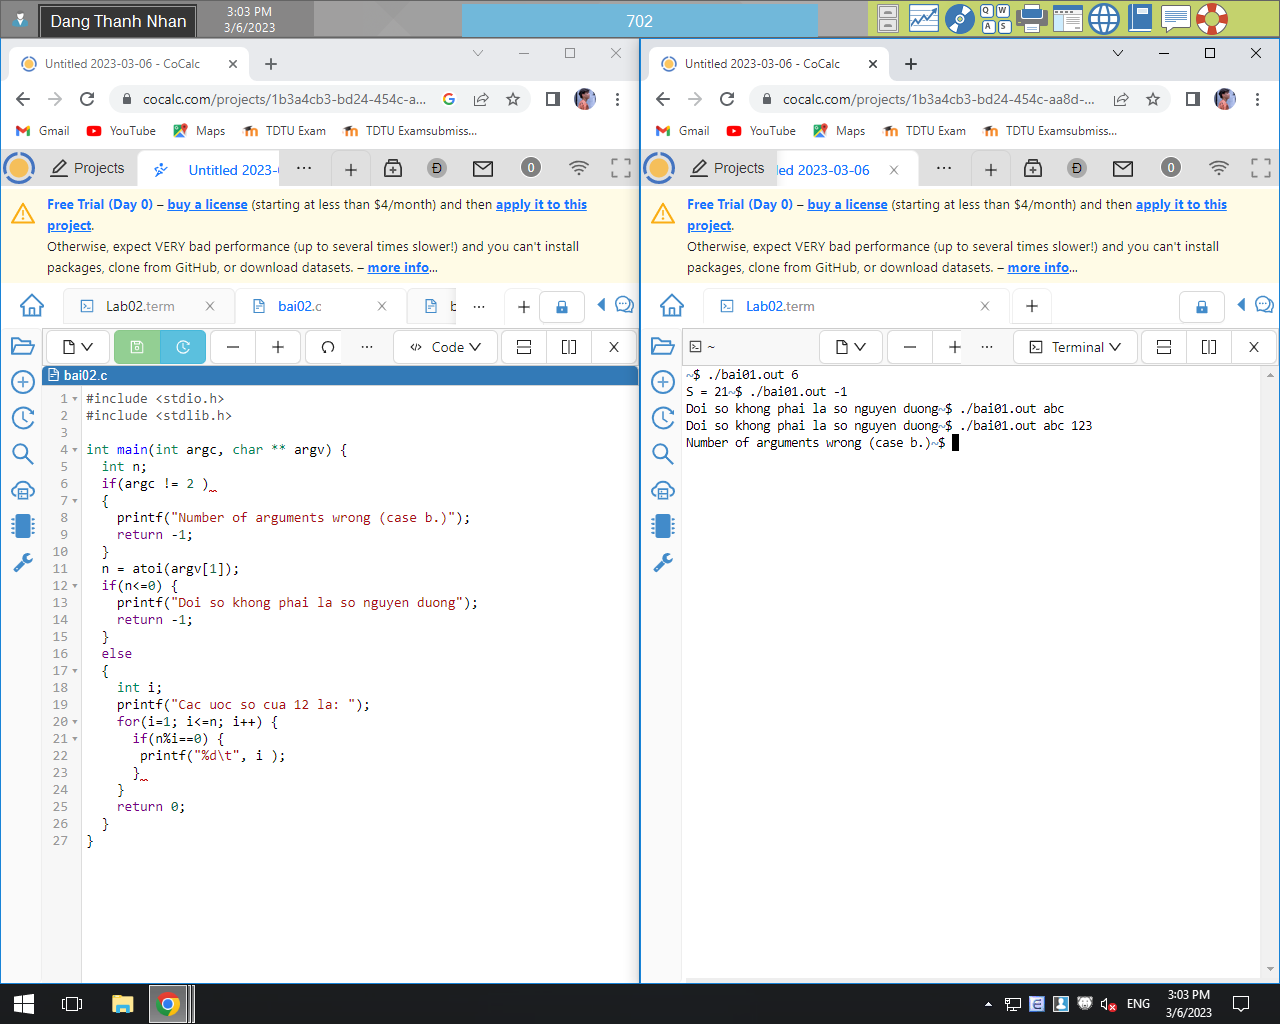 Dang Thanh Nhan
3:03 PM
3/6/2023
702
Q W
A S
Untitled 2023-03-06 - CoCalc
cocalc.com/projects/1b3a4cb3-bd24-454c-a...
Gmail YouTube Maps TDTU Exam TDTU Examsubmiss...
Projects Untitled 2023- ... + Đ 0
Free Trial (Day 0) – buy a license (starting at less than $4/month) and then apply it to this
project.
Otherwise, expect VERY bad performance (up to several times slower!) and you can't install
packages, clone from GitHub, or download datasets. – more info...
Lab02.term bai02.c b ...
Code
bai02.c
1 #include <stdio.h>
2 #include <stdlib.h>
3
4 int main(int argc, char ** argv) {
5 int n;
6 if(argc != 2 )
7 {
8 printf("Number of arguments wrong (case b.)");
9 return -1;
10 }
11 n = atoi(argv[1]);
12 if(n<=0) {
13 printf("Doi so khong phai la so nguyen duong");
14 return -1;
15 }
16 else
17 {
18 int i;
19 printf("Cac uoc so cua 12 la: ");
20 for(i=1; i<=n; i++) {
21 if(n%i==0) {
22 printf("%d\t", i );
23 }
24 }
25 return 0;
26 }
27 }
Untitled 2023-03-06 - CoCalc
cocalc.com/projects/1b3a4cb3-bd24-454c-aa8d-...
Gmail YouTube Maps TDTU Exam TDTU Examsubmiss...
Projects led 2023-03-06 ... + Đ 0
Free Trial (Day 0) – buy a license (starting at less than $4/month) and then apply it to this
project.
Otherwise, expect VERY bad performance (up to several times slower!) and you can't install
packages, clone from GitHub, or download datasets. – more info...
Lab02.term
~ Terminal
~$ ./bai01.out 6
S = 21~$ ./bai01.out -1
Doi so khong phai la so nguyen duong~$ ./bai01.out abc
Doi so khong phai la so nguyen duong~$ ./bai01.out abc 123
Number of arguments wrong (case b.)~$
ENG
3:03 PM
3/6/2023